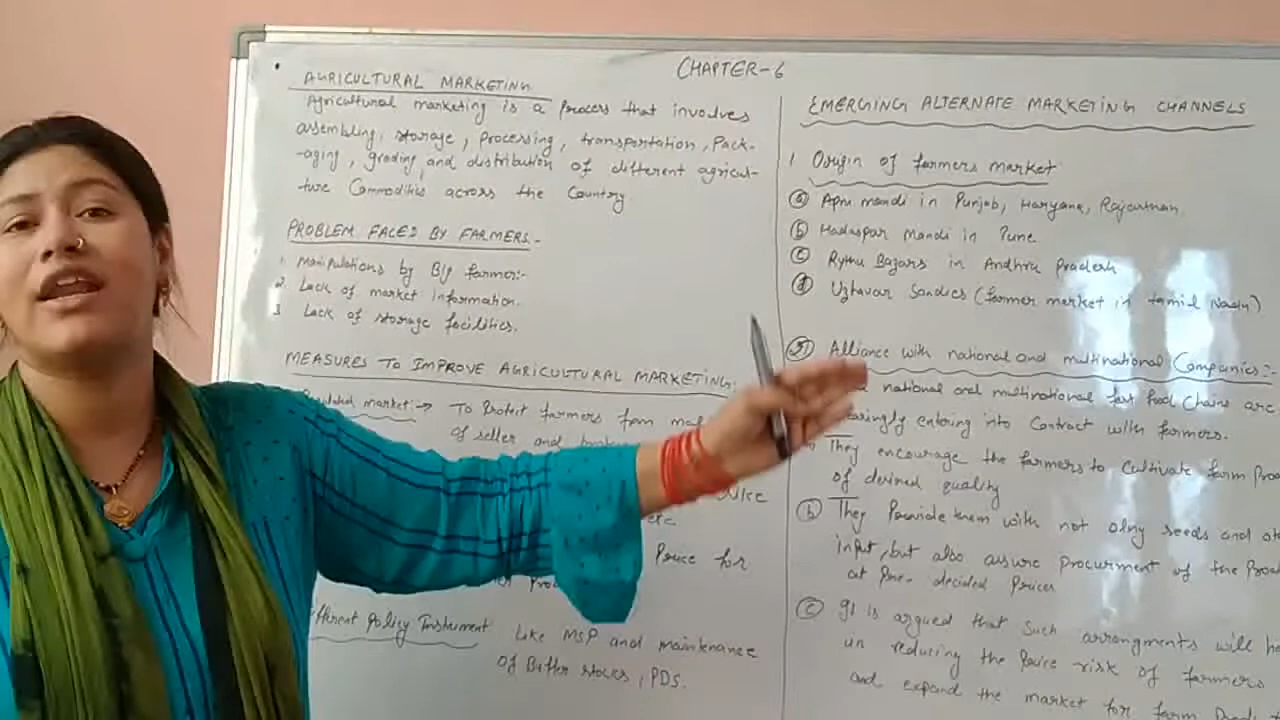 CHAPTER-6
AGRICULTURAL MARKETING
Agricultural marketing is a process that involves
assembling, storage, processing, transportation, Pack-
-aging, grading and distribution of different agricul-
-ture Commodities across the Country.
PROBLEM FACED BY FARMERS:-
1. Manipulations by Big farmer:-
2. Lack of market information.
3 Lack of storage facilities.
MEASURES TO IMPROVE AGRICULTURAL MARKETING:
market → To Protect farmers from
of seller and
etc
Price for
Policy Instrument Like MSP and maintenance
of Buffer stocks, PDS.
EMERGING ALTERNATE MARKETING CHANNELS
1 Origin of farmers market
(a) Apni mandi in Punjab, Haryana, Rajasthan
(b) Hadaspar mandi in Pune
(c) Rythu Bazars in Andhra Pradesh
(d) Uzhavar Sandies (farmer market in tamil Nadu)
(2) Alliance with national and multinational Companies:-
national and multinational fast food Chains are
entering into Contract with farmers.
They encourage the farmers to cultivate farm
of desired quality
(b) They Provide them with not olny seeds and
input, but also assure procurment of the
at Pre-decided Prices
(c) It is argued that such arrangments will
in reducing the Price risk of farmers
and expand the market for farm